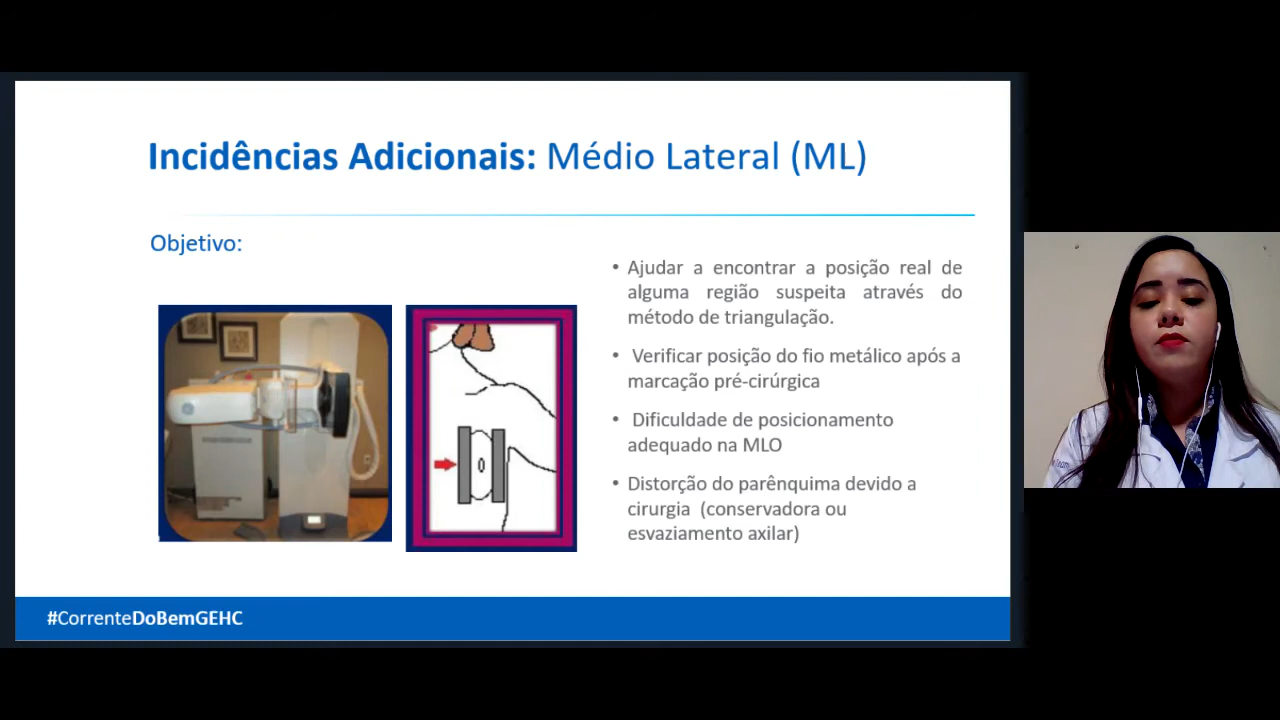 Incidências Adicionais: Médio Lateral (ML)
Objetivo:
• Ajudar a encontrar a posição real de
alguma região suspeita através do
método de triangulação.
• Verificar posição do fio metálico após a
marcação pré-cirúrgica
• Dificuldade de posicionamento
adequado na MLO
• Distorção do parênquima devido a
cirurgia (conservadora ou
esvaziamento axilar)
#CorrenteDoBemGEHC